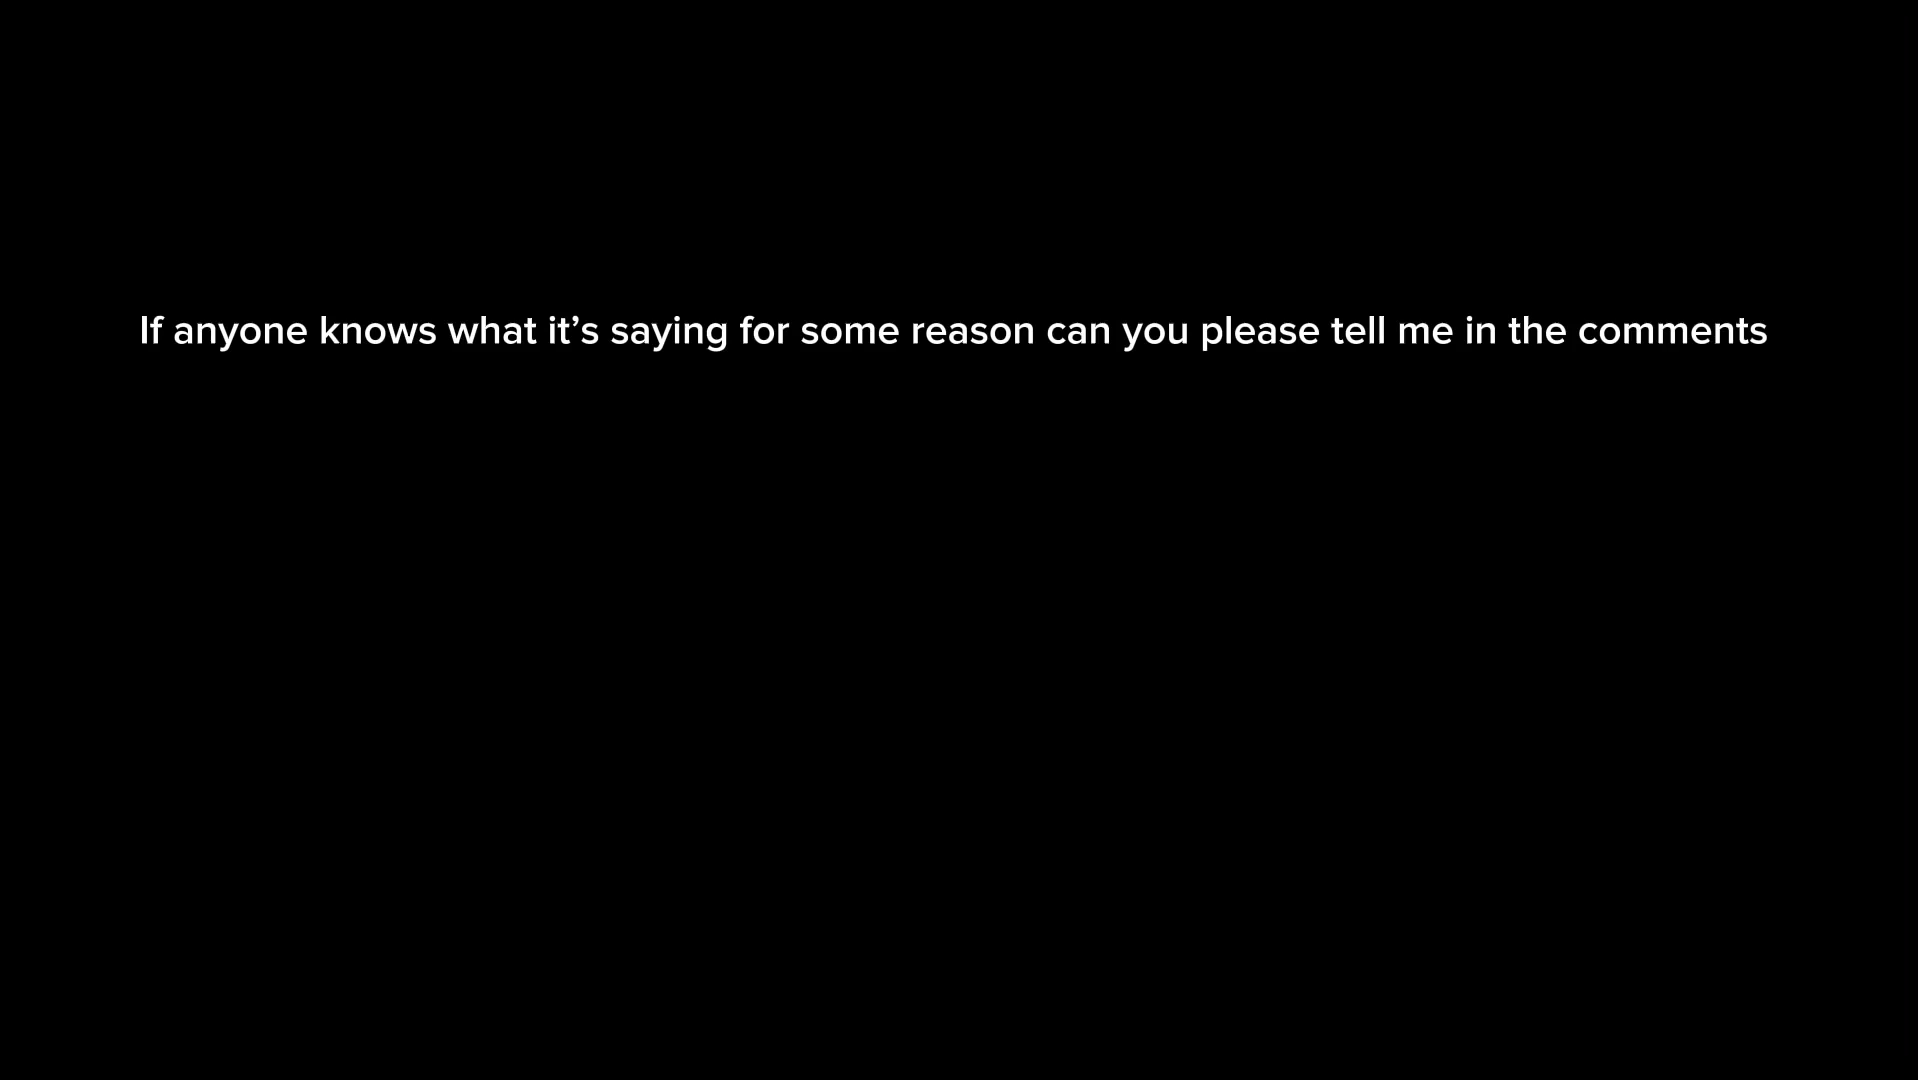 If anyone knows what it’s saying for some reason can you please tell me in the comments